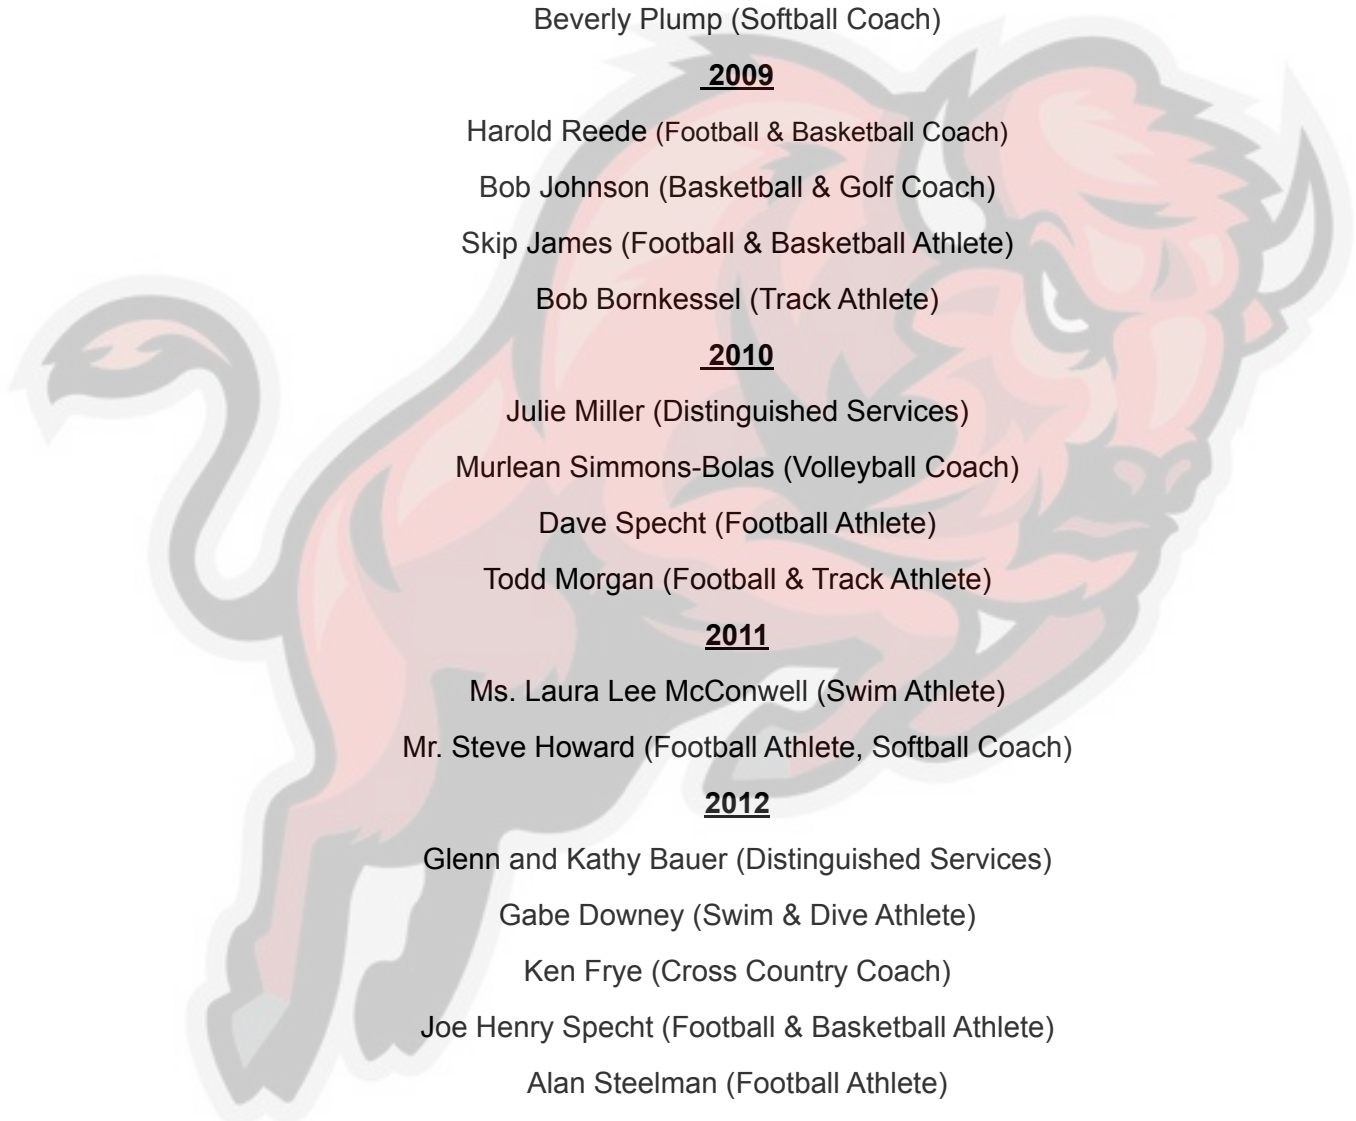 Beverly Plump (Softball Coach)
2009
Harold Reede (Football & Basketball Coach)
Bob Johnson (Basketball & Golf Coach)
Skip James (Football & Basketball Athlete)
Bob Bornkessel (Track Athlete)
2010
Julie Miller (Distinguished Services)
Murlean Simmons-Bolas (Volleyball Coach)
Dave Specht (Football Athlete)
Todd Morgan (Football & Track Athlete)
2011
Ms. Laura Lee McConwell (Swim Athlete)
Mr. Steve Howard (Football Athlete, Softball Coach)
2012
Glenn and Kathy Bauer (Distinguished Services)
Gabe Downey (Swim & Dive Athlete)
Ken Frye (Cross Country Coach)
Joe Henry Specht (Football & Basketball Athlete)
Alan Steelman (Football Athlete)